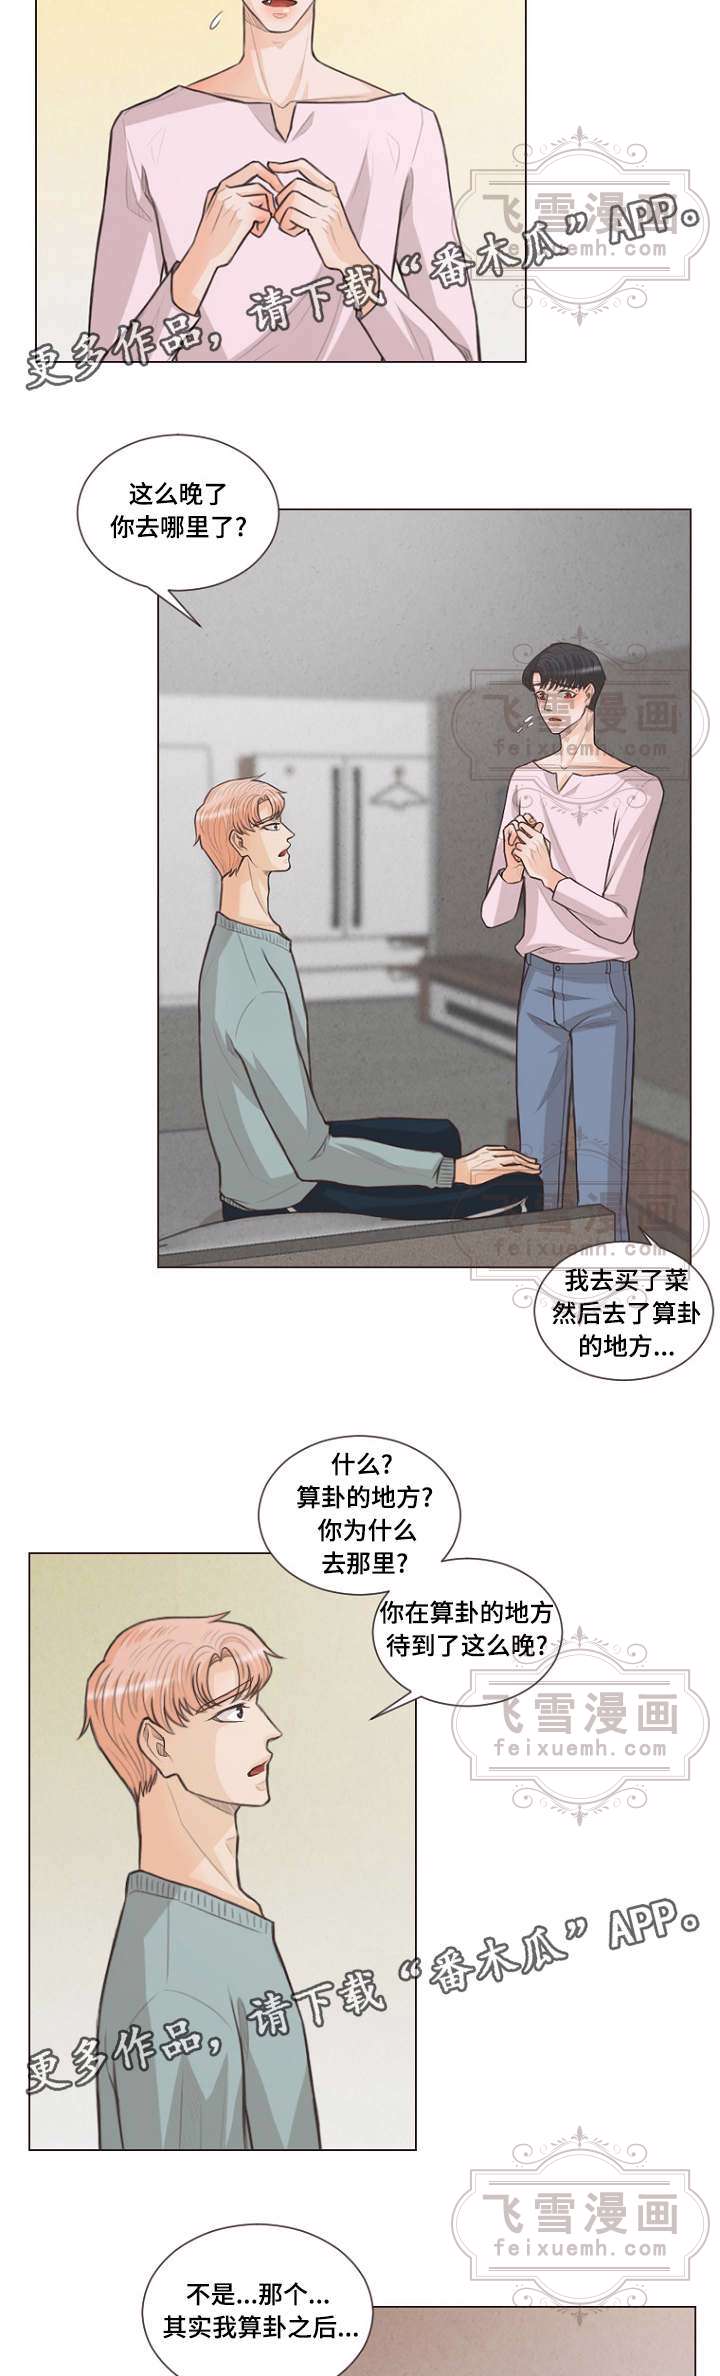 飞雪漫画
feixuemh.com
更多作品，请下载“番木瓜”APP。
这么晚了
你去哪里了?
飞雪漫画
feixuemh.com
飞雪漫画
feixuemh.com
我去买了菜
然后去了算卦
的地方...
什么?
算卦的地方?
你为什么
去那里?
你在算卦的地方
待到了这么晚?
飞雪漫画
feixuemh.com
更多作品，请下载“番木瓜”APP。
飞雪漫画
feixuemh.com
不是...那个...
其实我算卦之后...